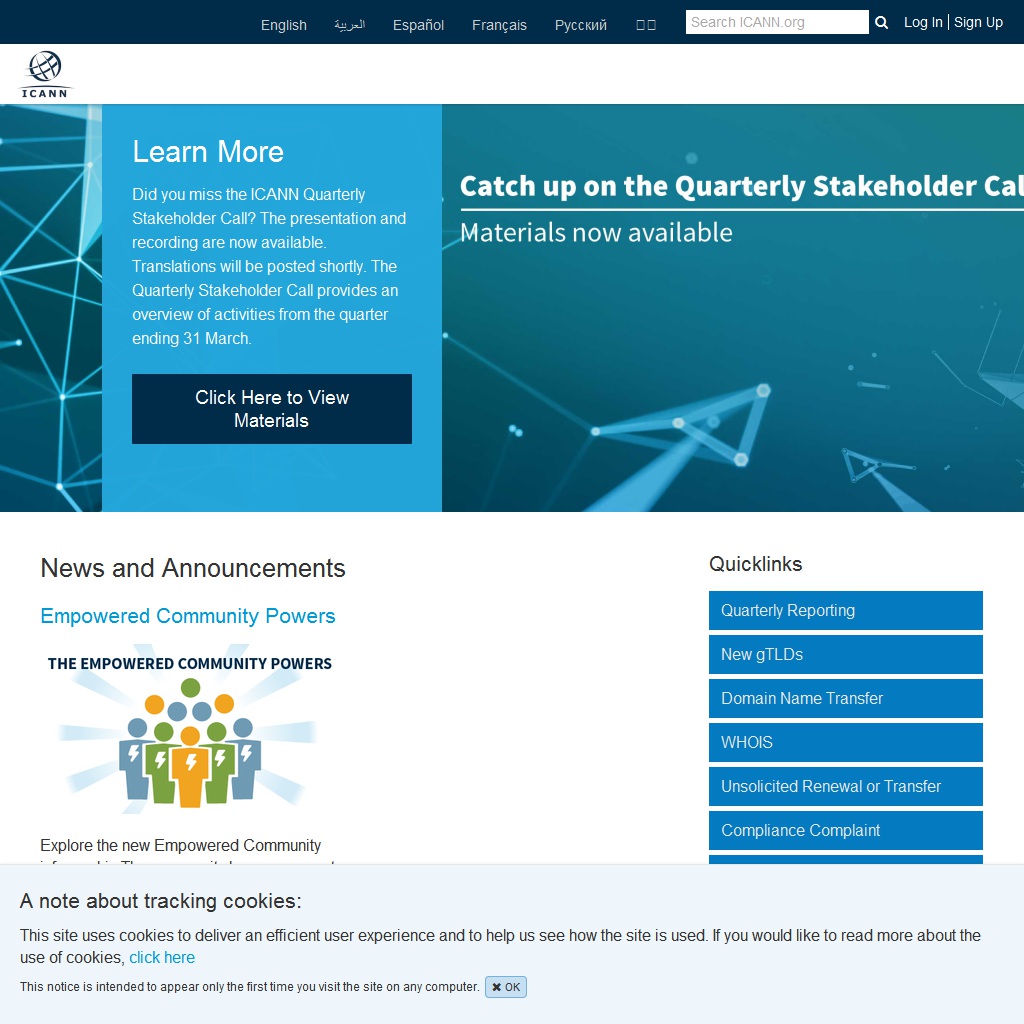 English العربية Español Français Русский Search ICANN.org Log In | Sign Up
ICANN
Learn More
Did you miss the ICANN Quarterly
Stakeholder Call? The presentation and
recording are now available.
Translations will be posted shortly. The
Quarterly Stakeholder Call provides an
overview of activities from the quarter
ending 31 March.
Click Here to View
Materials
Catch up on the Quarterly Stakeholder Cal
Materials now available
News and Announcements
Empowered Community Powers
THE EMPOWERED COMMUNITY POWERS
Explore the new Empowered Community
Quicklinks
Quarterly Reporting
New gTLDs
Domain Name Transfer
WHOIS
Unsolicited Renewal or Transfer
Compliance Complaint
A note about tracking cookies:
This site uses cookies to deliver an efficient user experience and to help us see how the site is used. If you would like to read more about the
use of cookies, click here
This notice is intended to appear only the first time you visit the site on any computer. ✖ OK